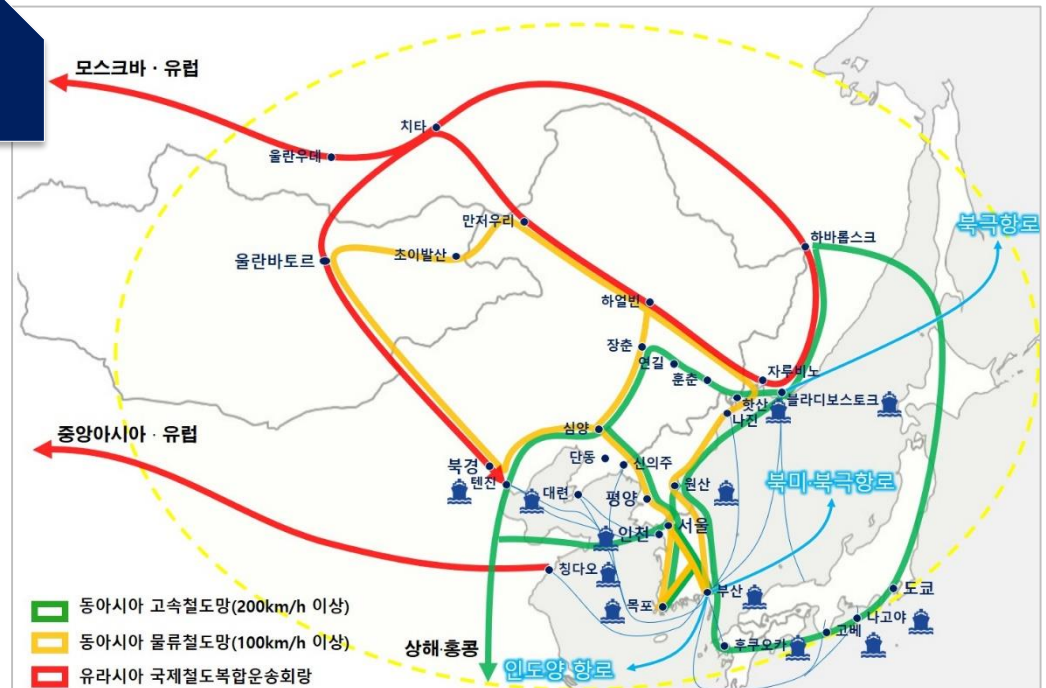 모스크바 · 유럽
치타
울란우데
만저우리
북극항로
하바롭스크
초이발산
울란바토르
하얼빈
장춘
연길
훈춘
자루비노
블라디보스토크
핫산
나진
중앙아시아 · 유럽
심양
단동
신의주
북경
텐진
대련
평양
원산
북미·북극항로
서울
인천
칭다오
목포
부산
도쿄
나고야
고베
후쿠오카
상해·홍콩
인도양 항로
동아시아 고속철도망(200km/h 이상)
동아시아 물류철도망(100km/h 이상)
유라시아 국제철도복합운송회랑